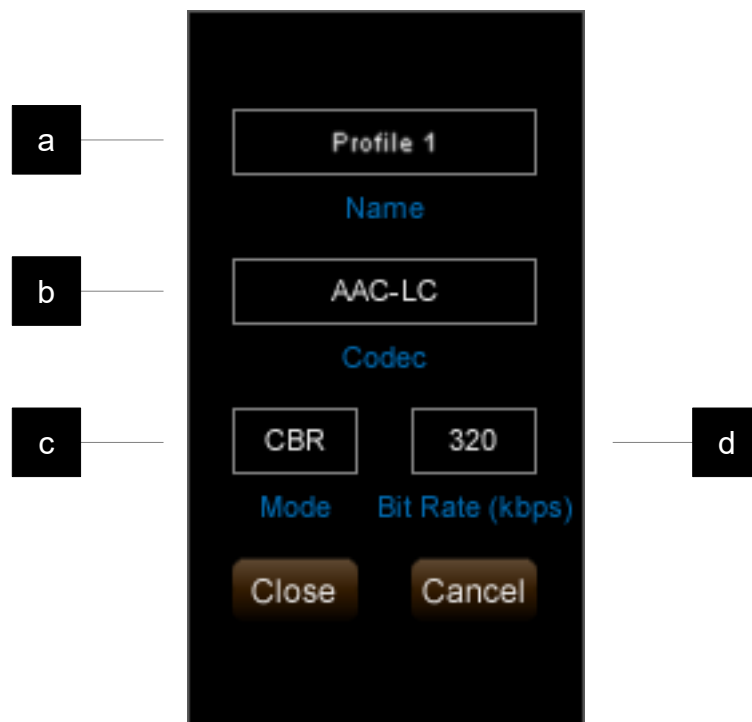 a
Profile 1
Name
b
AAC-LC
Codec
c
CBR
320
d
Mode
Bit Rate (kbps)
Close
Cancel